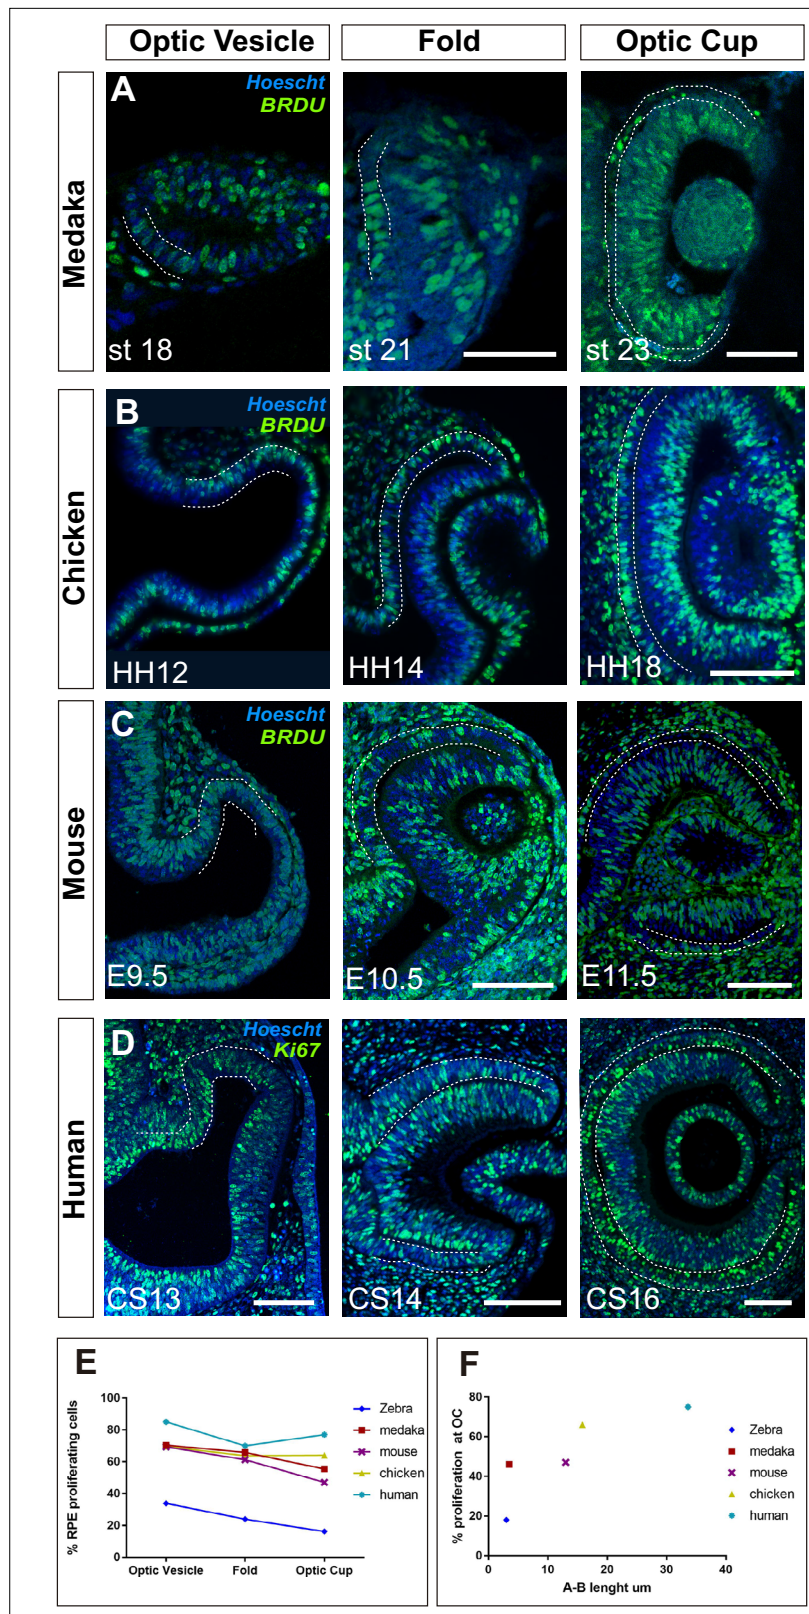 Optic Vesicle
Fold
Optic Cup
Medaka
A
Hoescht
BRDU
st 18
st 21
st 23
Chicken
B
Hoescht
BRDU
HH12
HH14
HH18
Mouse
C
Hoescht
BRDU
E9.5
E10.5
E11.5
Human
D
Hoescht
Ki67
CS13
CS14
CS16
E
% RPE proliferating cells
100
80
60
40
20
0
Optic Vesicle
Fold
Optic Cup
Zebra
medaka
mouse
chicken
human
F
% proliferation at OC
80
60
40
20
0
0
10
20
30
40
A-B lenght um
Zebra
medaka
mouse
chicken
human